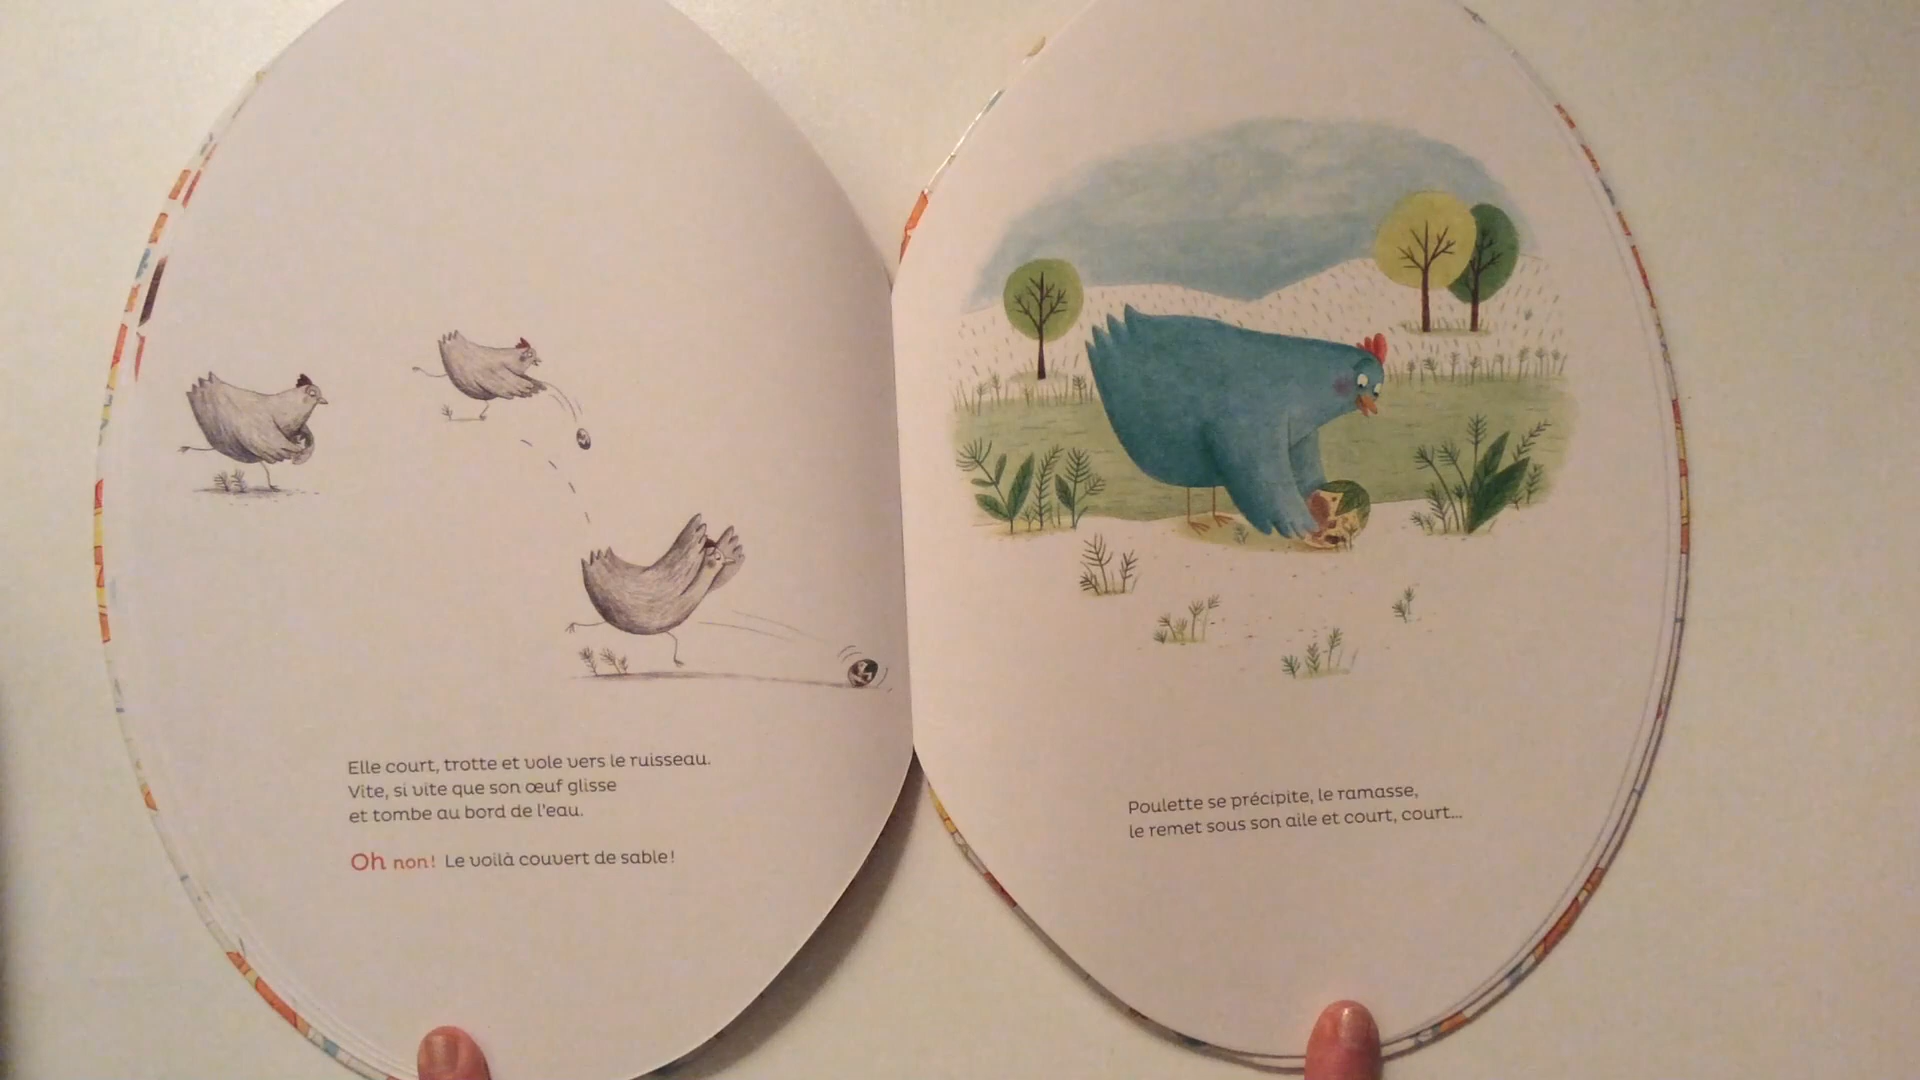 Elle court, trotte et vole vers le ruisseau.
Vite, si vite que son œuf glisse
et tombe au bord de l'eau.
Oh non! Le voilà couvert de sable!
Poulette se précipite, le ramasse,
le remet sous son aile et court, court...